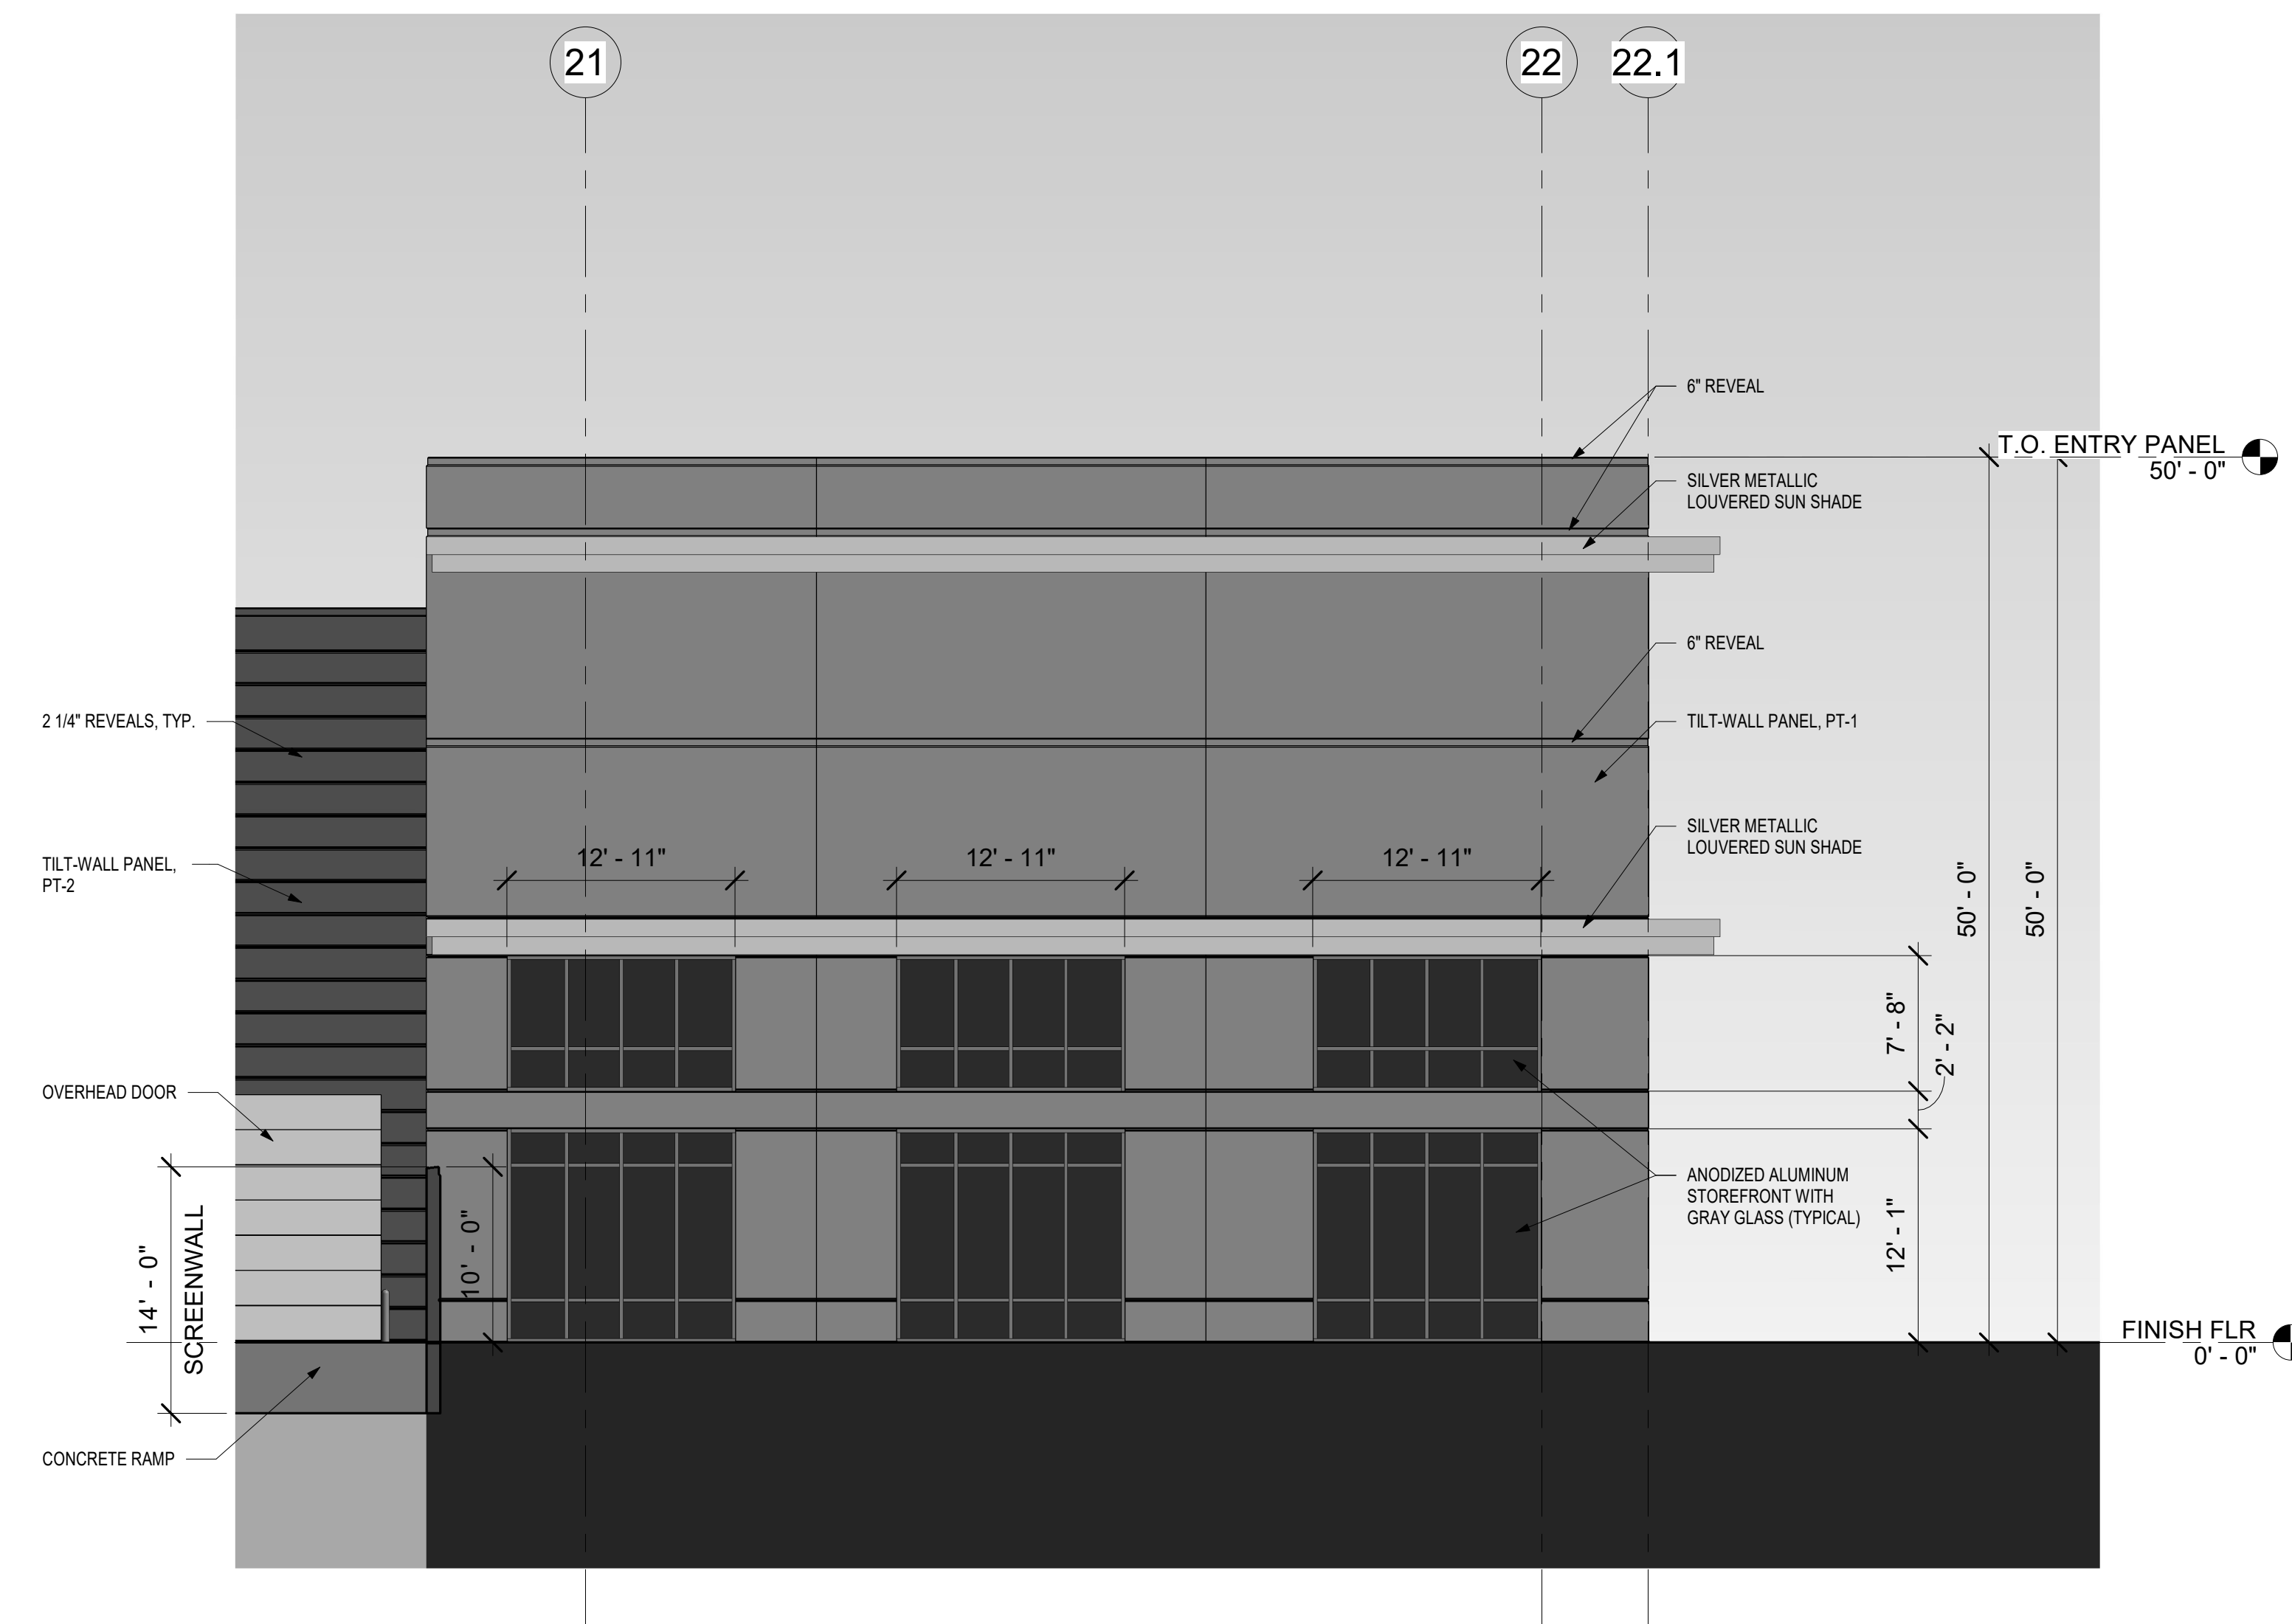 21
22
22.1
6" REVEAL
T.O. ENTRY PANEL
50' - 0"
SILVER METALLIC
LOUVERED SUN SHADE
6" REVEAL
2 1/4" REVEALS, TYP.
TILT-WALL PANEL, PT-1
SILVER METALLIC
LOUVERED SUN SHADE
TILT-WALL PANEL,
PT-2
12' - 11"
12' - 11"
12' - 11"
50' - 0"
50' - 0"
7' - 8"
2' - 2"
OVERHEAD DOOR
ANODIZED ALUMINUM
STOREFRONT WITH
GRAY GLASS (TYPICAL)
12' - 1"
10' - 0"
14' - 0"
SCREENWALL
FINISH FLR
0' - 0"
CONCRETE RAMP